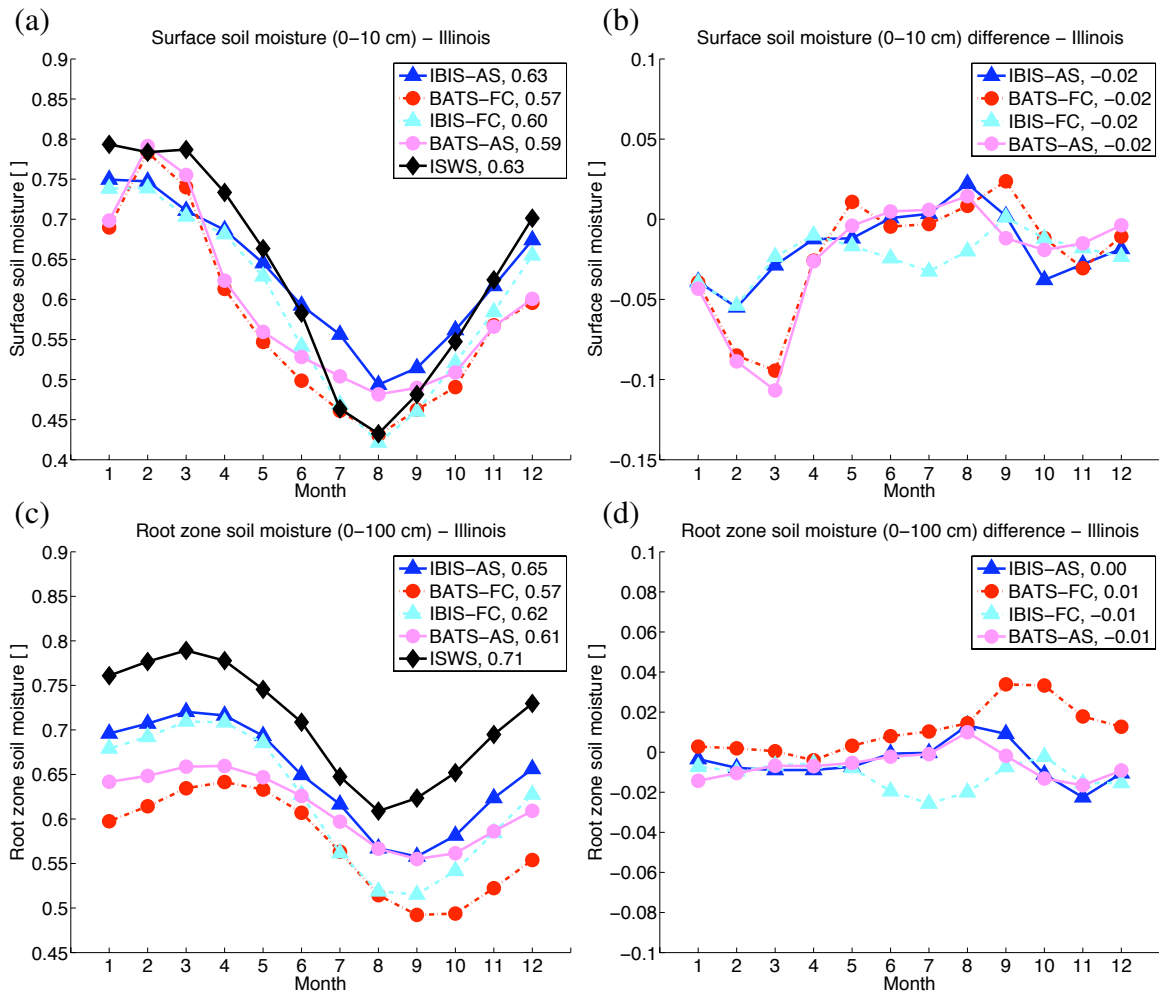 (a)
Surface soil moisture (0−10 cm) − Illinois
Surface soil moisture [ ]
0.9
0.85
0.8
0.75
0.7
0.65
0.6
0.55
0.5
0.45
0.4
IBIS−AS, 0.63
BATS−FC, 0.57
IBIS−FC, 0.60
BATS−AS, 0.59
ISWS, 0.63
1 2 3 4 5 6 7 8 9 10 11 12
Month
(b)
Surface soil moisture (0−10 cm) difference − Illinois
Surface soil moisture [ ]
0.1
0.05
0
−0.05
−0.1
−0.15
IBIS−AS, −0.02
BATS−FC, −0.02
IBIS−FC, −0.02
BATS−AS, −0.02
1 2 3 4 5 6 7 8 9 10 11 12
Month
(c)
Root zone soil moisture (0−100 cm) − Illinois
Root zone soil moisture [ ]
0.9
0.85
0.8
0.75
0.7
0.65
0.6
0.55
0.5
0.45
IBIS−AS, 0.65
BATS−FC, 0.57
IBIS−FC, 0.62
BATS−AS, 0.61
ISWS, 0.71
1 2 3 4 5 6 7 8 9 10 11 12
Month
(d)
Root zone soil moisture (0−100 cm) difference − Illinois
Root zone soil moisture [ ]
0.1
0.08
0.06
0.04
0.02
0
−0.02
−0.04
−0.06
−0.08
−0.1
IBIS−AS, 0.00
BATS−FC, 0.01
IBIS−FC, −0.01
BATS−AS, −0.01
1 2 3 4 5 6 7 8 9 10 11 12
Month